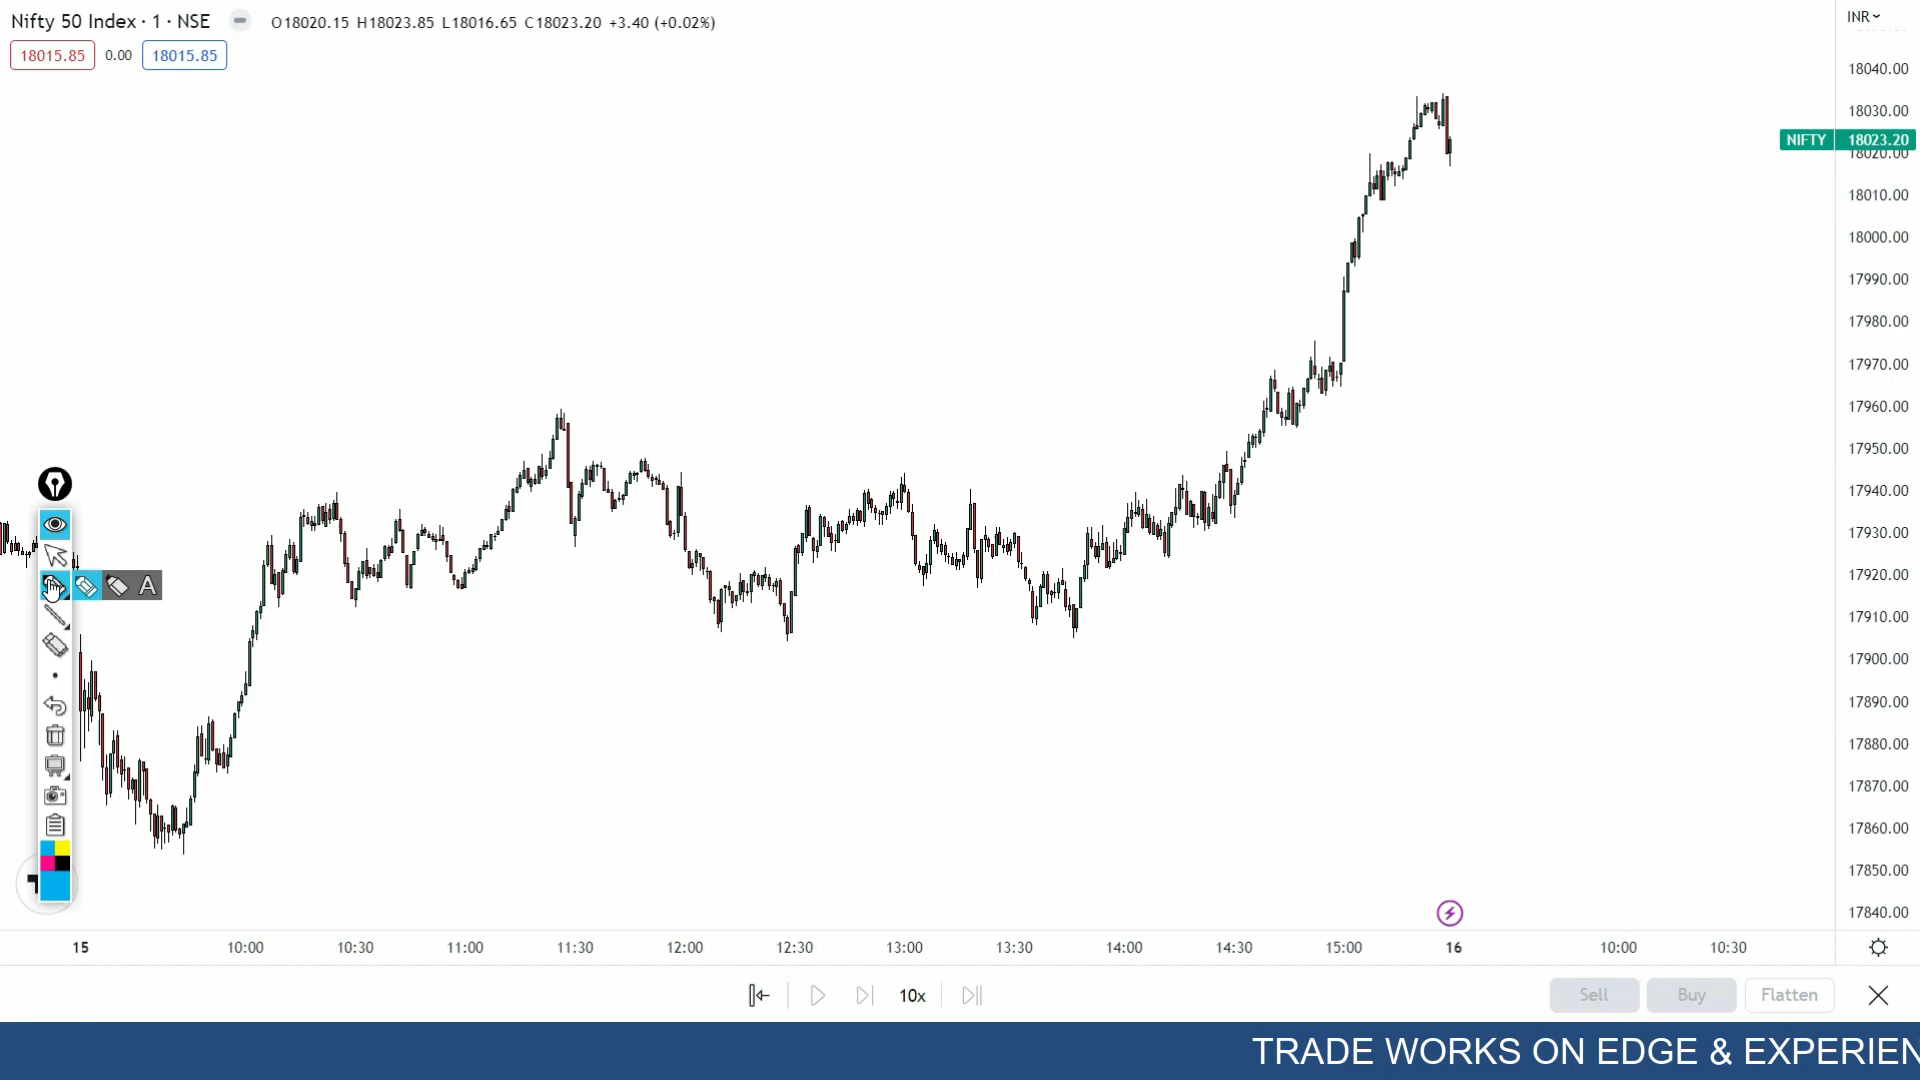 Nifty 50 Index · 1 · NSE
O18020.15 H18023.85 L18016.65 C18023.20 +3.40 (+0.02%)
INR
18015.85 0.00 18015.85
18040.00
18030.00
NIFTY 18023.20
18020.00
18010.00
18000.00
17990.00
17980.00
17970.00
17960.00
17950.00
17940.00
17930.00
17920.00
17910.00
17900.00
17890.00
17880.00
17870.00
17860.00
17850.00
17840.00
A
15 10:00 10:30 11:00 11:30 12:00 12:30 13:00 13:30 14:00 14:30 15:00 16 10:00 10:30
10x
Sell Buy Flatten
TRADE WORKS ON EDGE & EXPERIEN